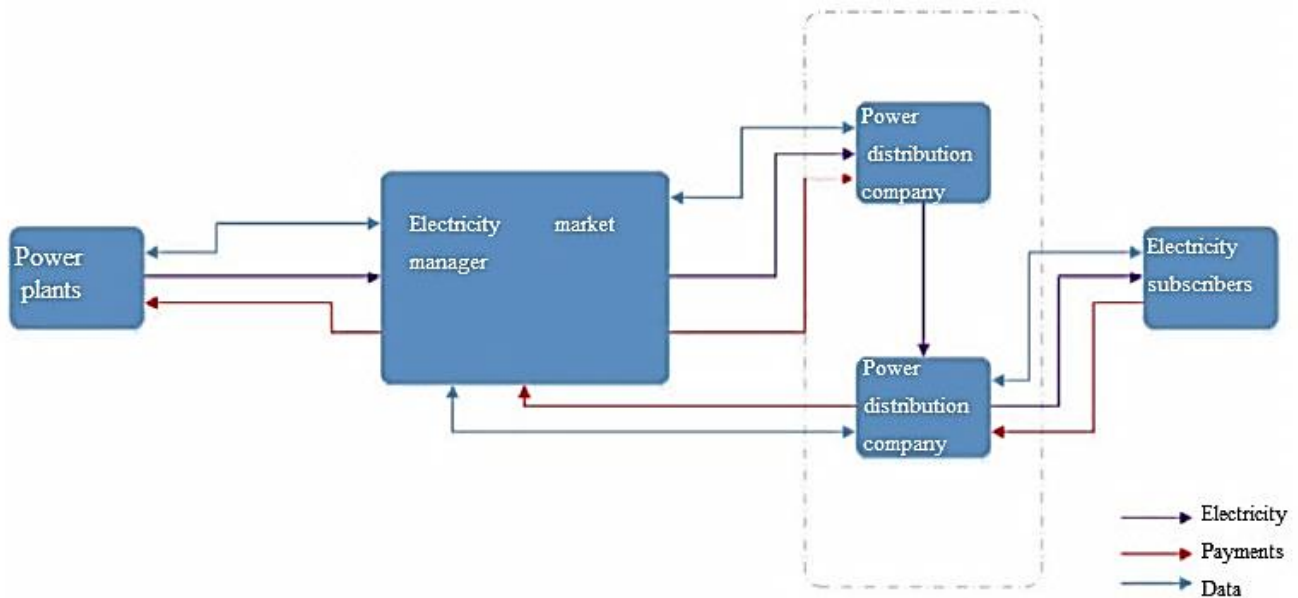 Power
plants
Electricity market
manager
Power
distribution
company
Power
distribution
company
Electricity
subscribers
Electricity
Payments
Data